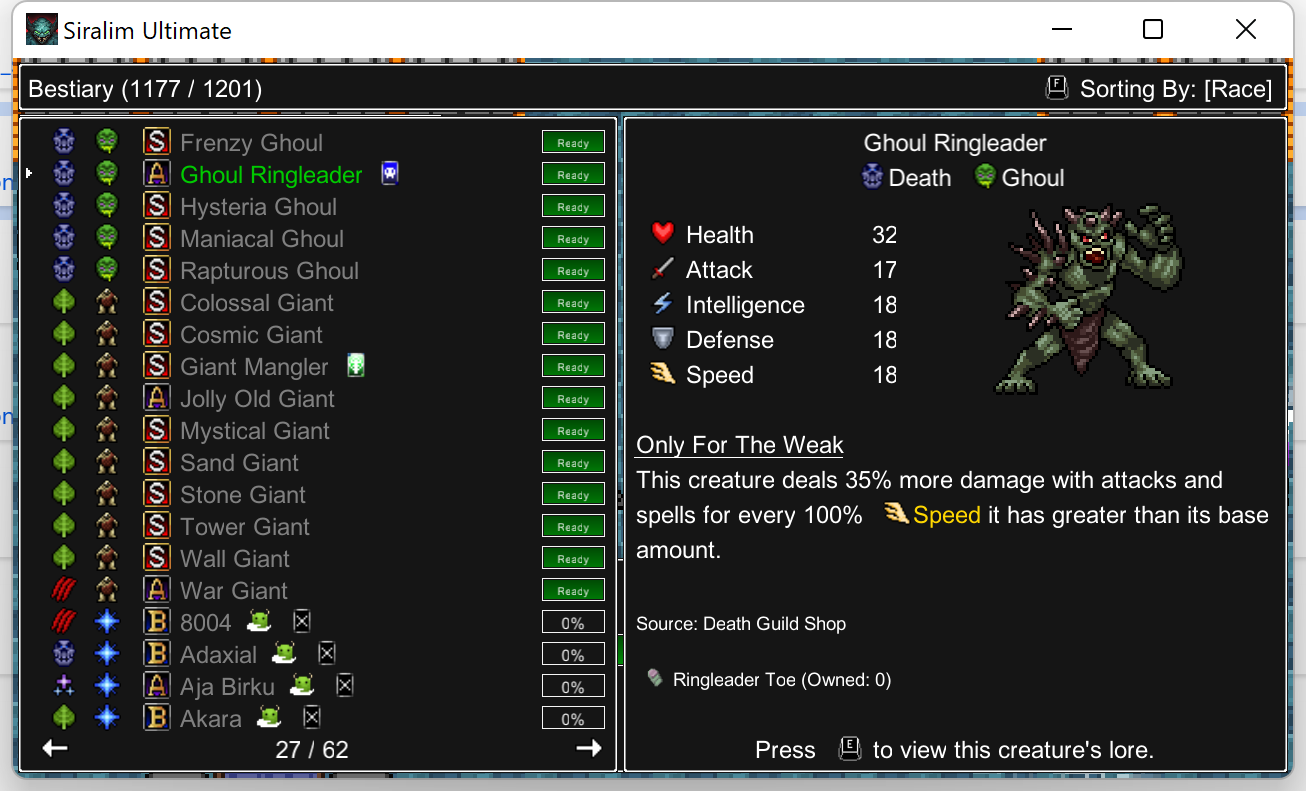 Siralim Ultimate
Bestiary (1177 / 1201)
F Sorting By: [Race]
S Frenzy Ghoul Ready
A Ghoul Ringleader Ready
S Hysteria Ghoul Ready
S Maniacal Ghoul Ready
S Rapturous Ghoul Ready
S Colossal Giant Ready
S Cosmic Giant Ready
S Giant Mangler Ready
A Jolly Old Giant Ready
S Mystical Giant Ready
S Sand Giant Ready
S Stone Giant Ready
S Tower Giant Ready
S Wall Giant Ready
A War Giant Ready
B 8004 0%
B Adaxial 0%
A Aja Birku 0%
B Akara 0%
27 / 62
Ghoul Ringleader
Death Ghoul
Health 32
Attack 17
Intelligence 18
Defense 18
Speed 18
Only For The Weak
This creature deals 35% more damage with attacks and
spells for every 100% Speed it has greater than its base
amount.
Source: Death Guild Shop
Ringleader Toe (Owned: 0)
Press E to view this creature's lore.